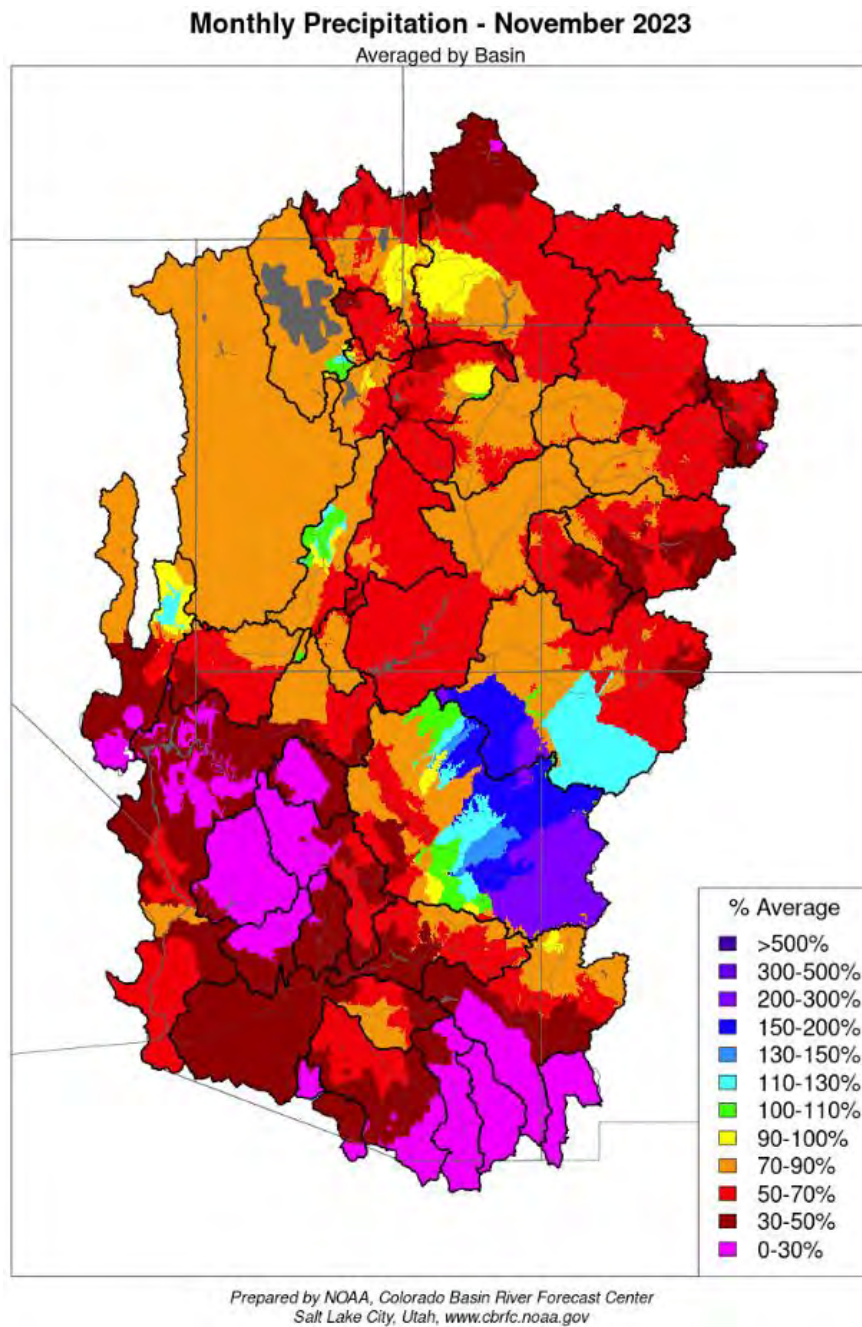 Monthly Precipitation - November 2023
Averaged by Basin
% Average
>500%
300-500%
200-300%
150-200%
130-150%
110-130%
100-110%
90-100%
70-90%
50-70%
30-50%
0-30%
Prepared by NOAA, Colorado Basin River Forecast Center
Salt Lake City, Utah, www.cbrfc.noaa.gov